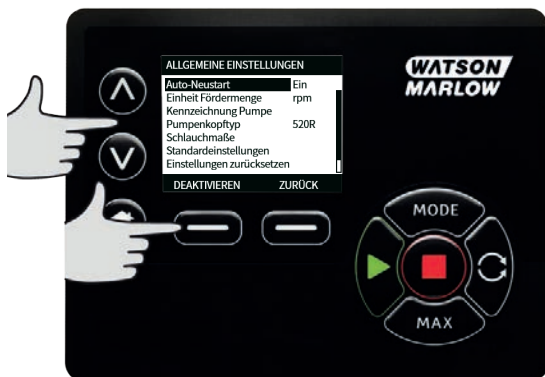 ALLGEMEINE EINSTELLUNGEN
Auto-Neustart Ein
Einheit Fördermenge rpm
Kennzeichnung Pumpe
Pumpenkopftyp 520R
Schlauchmaße
Standardeinstellungen
Einstellungen zurücksetzen
DEAKTIVIEREN ZURÜCK
WATSON
MARLOW
MODE
MAX